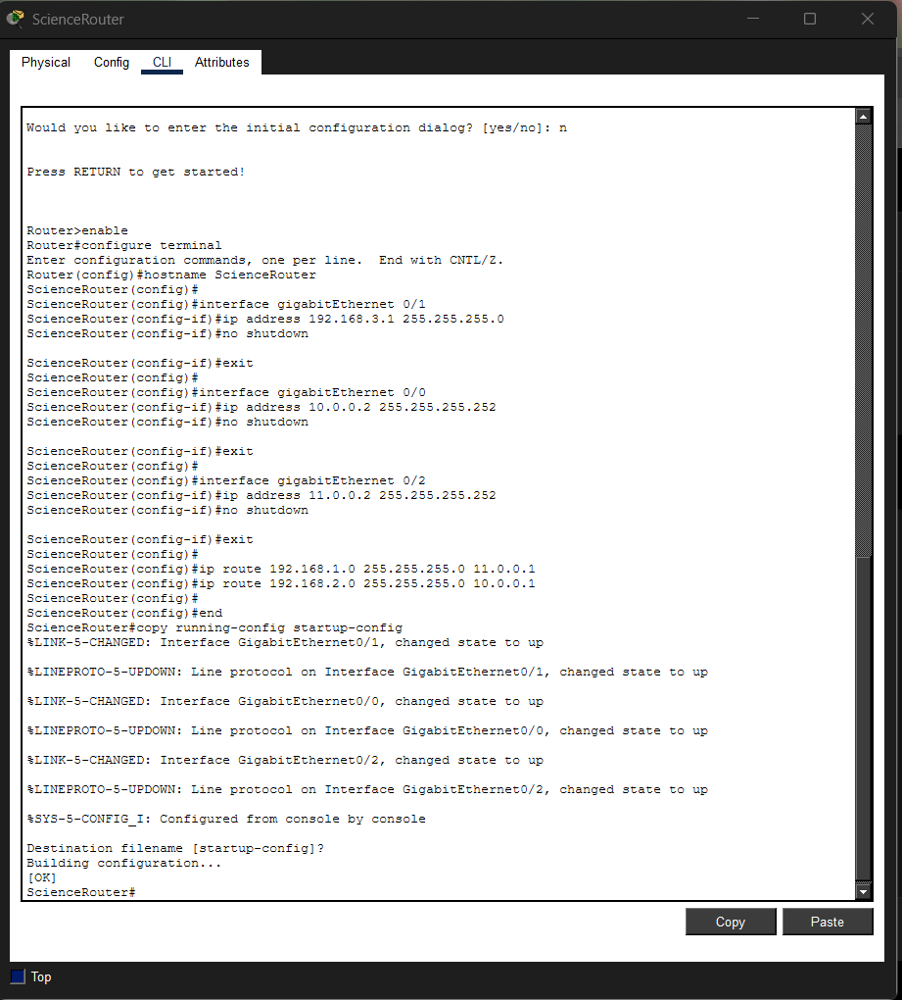 ScienceRouter
Physical Config CLI Attributes
Would you like to enter the initial configuration dialog? [yes/no]: n
Press RETURN to get started!
Router>enable
Router#configure terminal
Enter configuration commands, one per line.  End with CNTL/Z.
Router(config)#hostname ScienceRouter
ScienceRouter(config)#
ScienceRouter(config)#interface gigabitEthernet 0/1
ScienceRouter(config-if)#ip address 192.168.3.1 255.255.255.0
ScienceRouter(config-if)#no shutdown
ScienceRouter(config-if)#exit
ScienceRouter(config)#
ScienceRouter(config)#interface gigabitEthernet 0/0
ScienceRouter(config-if)#ip address 10.0.0.2 255.255.255.252
ScienceRouter(config-if)#no shutdown
ScienceRouter(config-if)#exit
ScienceRouter(config)#
ScienceRouter(config)#interface gigabitEthernet 0/2
ScienceRouter(config-if)#ip address 11.0.0.2 255.255.255.252
ScienceRouter(config-if)#no shutdown
ScienceRouter(config-if)#exit
ScienceRouter(config)#
ScienceRouter(config)#ip route 192.168.1.0 255.255.255.0 11.0.0.1
ScienceRouter(config)#ip route 192.168.2.0 255.255.255.0 10.0.0.1
ScienceRouter(config)#
ScienceRouter(config)#end
ScienceRouter#copy running-config startup-config
%LINK-5-CHANGED: Interface GigabitEthernet0/1, changed state to up
%LINEPROTO-5-UPDOWN: Line protocol on Interface GigabitEthernet0/1, changed state to up
%LINK-5-CHANGED: Interface GigabitEthernet0/0, changed state to up
%LINEPROTO-5-UPDOWN: Line protocol on Interface GigabitEthernet0/0, changed state to up
%LINK-5-CHANGED: Interface GigabitEthernet0/2, changed state to up
%LINEPROTO-5-UPDOWN: Line protocol on Interface GigabitEthernet0/2, changed state to up
%SYS-5-CONFIG_I: Configured from console by console
Destination filename [startup-config]?
Building configuration...
[OK]
ScienceRouter#
Copy Paste
Top